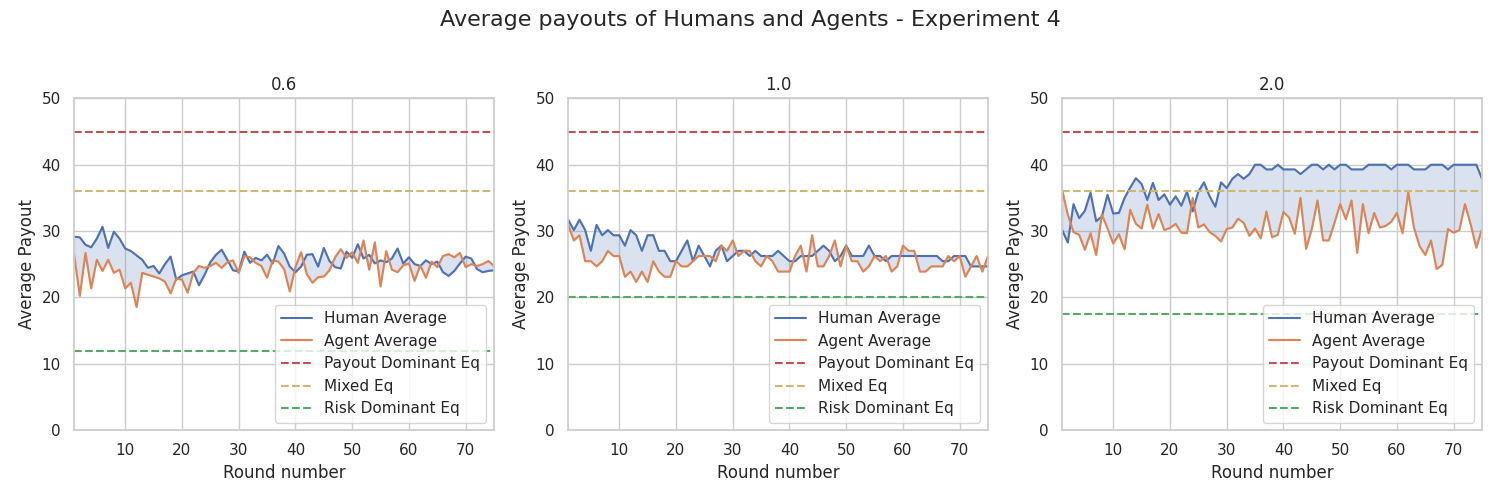 Average payouts of Humans and Agents - Experiment 4
0.6
50
40
30
20
10
0
Average Payout
Human Average
Agent Average
Payout Dominant Eq
Mixed Eq
Risk Dominant Eq
10 20 30 40 50 60 70
Round number
1.0
50
40
30
20
10
0
Average Payout
Human Average
Agent Average
Payout Dominant Eq
Mixed Eq
Risk Dominant Eq
10 20 30 40 50 60 70
Round number
2.0
50
40
30
20
10
0
Average Payout
Human Average
Agent Average
Payout Dominant Eq
Mixed Eq
Risk Dominant Eq
10 20 30 40 50 60 70
Round number